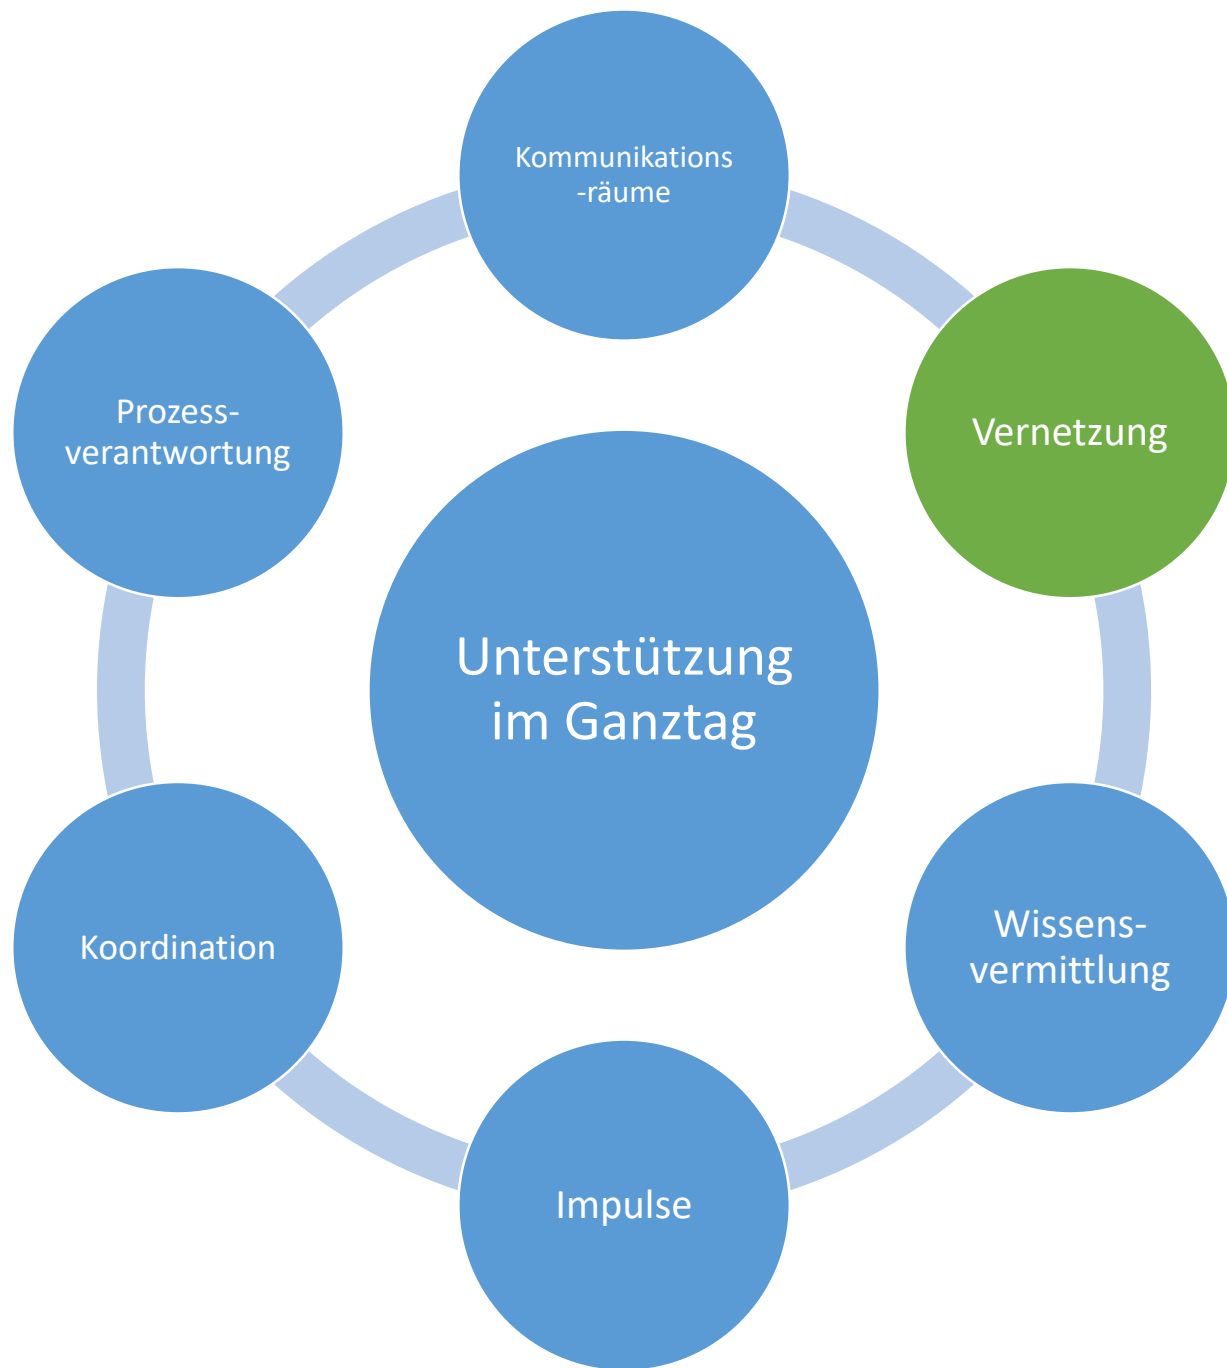 Kommunikations
-räume
Vernetzung
Wissens-
vermittlung
Impulse
Koordination
Prozess-
verantwortung
Unterstützung
im Ganztag